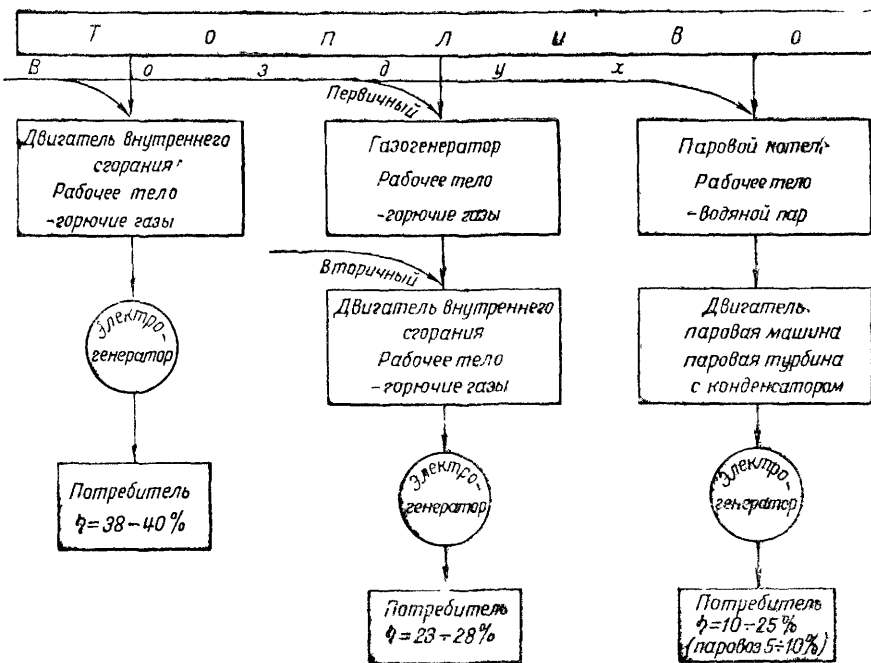 Топливо
Воздух
Первичный
Двигатель внутреннего
сгорания
Рабочее тело
-горючие газы
Газогенератор
Рабочее тело
-горючие газы
Паровой котел
Рабочее тело
-водяной пар
Вторичный
Электро-
генератор
Двигатель внутреннего
сгорания
Рабочее тело
-горючие газы
Двигатель.
паровая машина
паровая турбина
с конденсатором
Потребитель
η=38-40%
Электро-
генератор
Электро-
генератор
Потребитель
η=23÷28%
Потребитель
η=10÷25%
(паровоз 5÷10%)